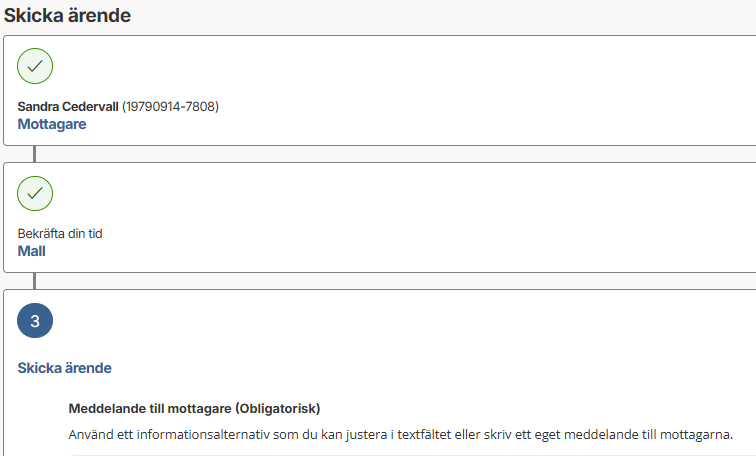 Skicka ärende
Sandra Cedervall (19790914-7808)
Mottagare
Bekräfta din tid
Mall
3
Skicka ärende
Meddelande till mottagare (Obligatorisk)
Använd ett informationsalternativ som du kan justera i textfältet eller skriv ett eget meddelande till mottagarna.